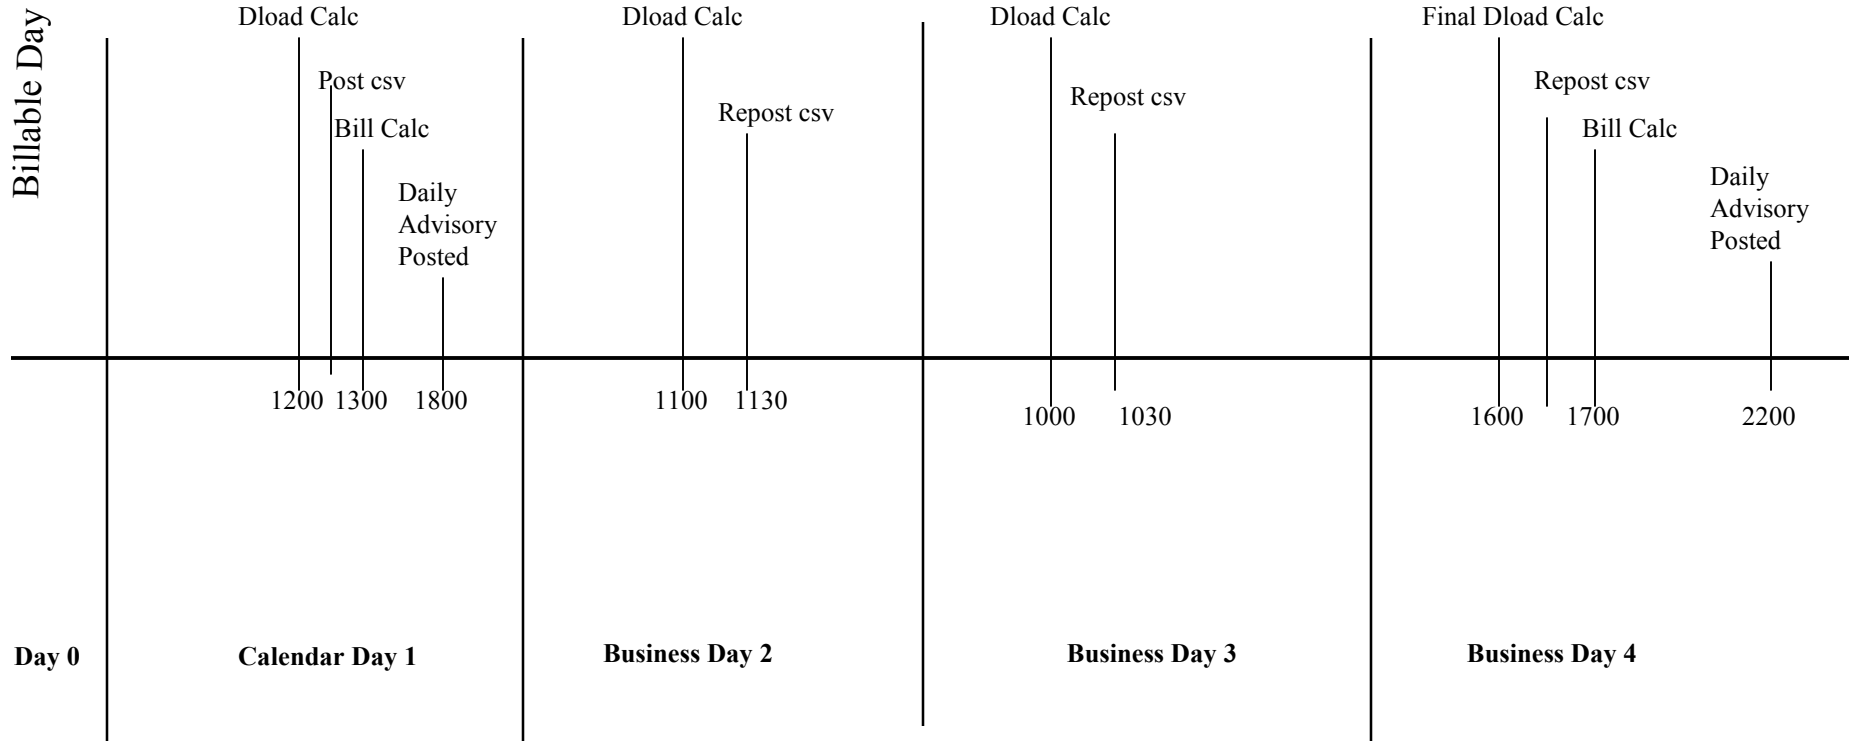 Billable Day
Dload Calc
Post csv
Bill Calc
Daily
Advisory
Posted
1200 1300 1800
Dload Calc
Repost csv
1100 1130
Dload Calc
Repost csv
1000 1030
Final Dload Calc
Repost csv
Bill Calc
Daily
Advisory
Posted
1600 1700 2200
Day 0
Calendar Day 1
Business Day 2
Business Day 3
Business Day 4